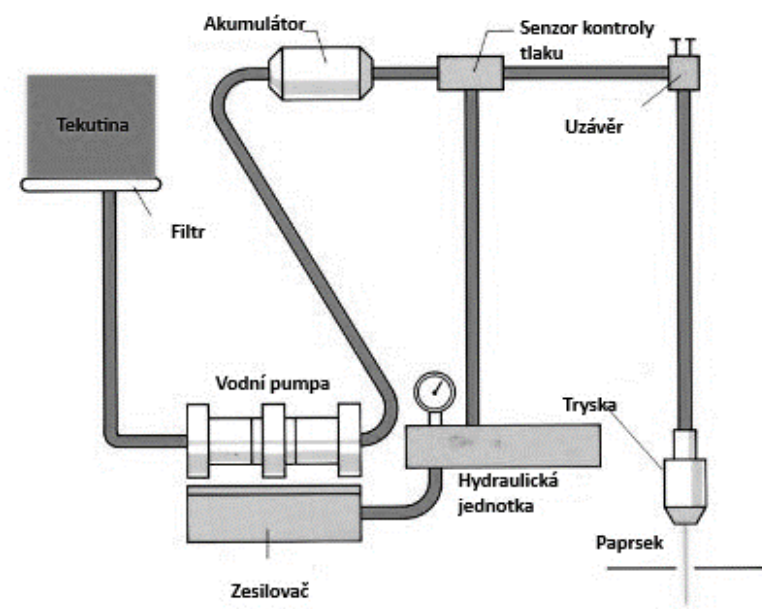 Akumulátor
Senzor kontroly
tlaku
Tekutina
Uzávěr
Filtr
Vodní pumpa
Tryska
Hydraulická
jednotka
Paprsek
Zesilovač